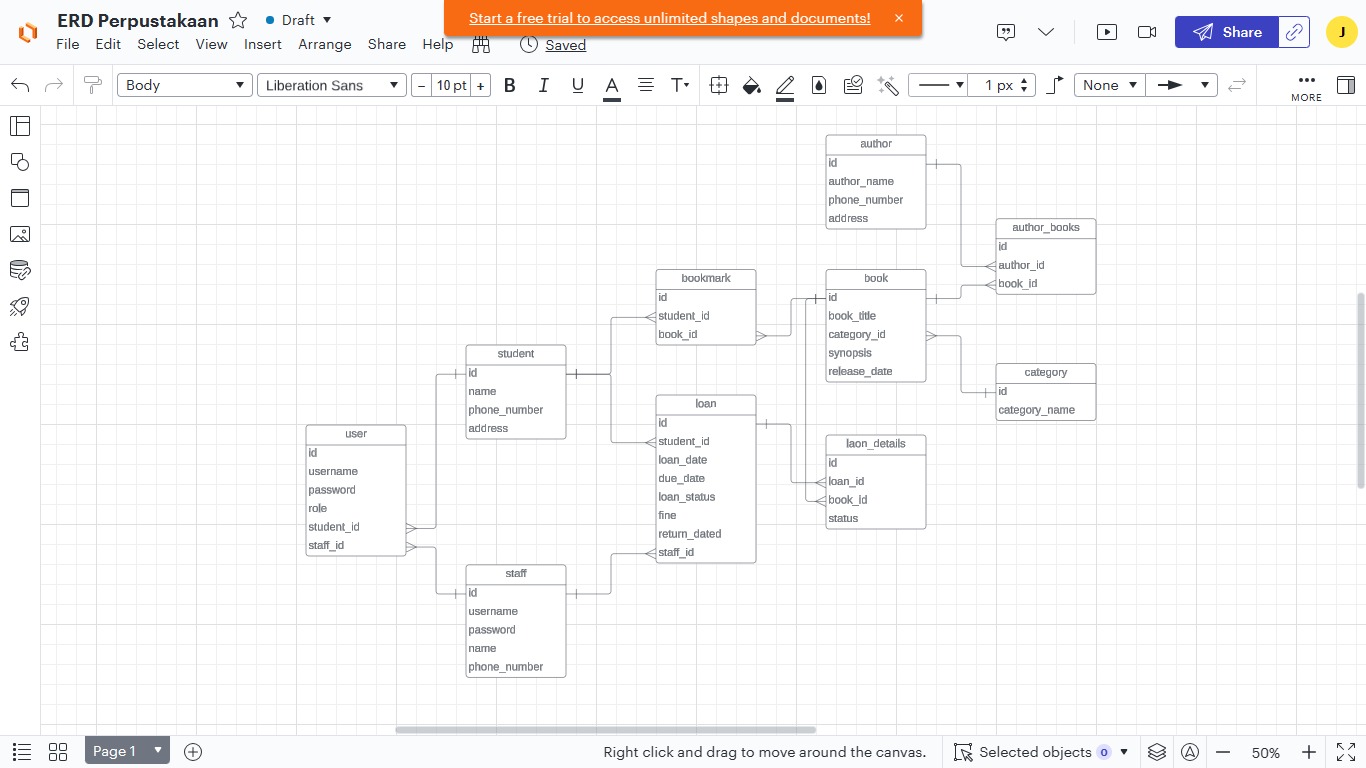 ERD Perpustakaan
Draft
Start a free trial to access unlimited shapes and documents!
File Edit Select View Insert Arrange Share Help Saved
Share
J
Body
Liberation Sans
10 pt
B I U A T
1 px
None
MORE
author
id
author_name
phone_number
address
author_books
id
author_id
book_id
bookmark
id
student_id
book_id
book
id
book_title
category_id
synopsis
release_date
student
id
name
phone_number
address
category
id
category_name
loan
id
student_id
loan_date
due_date
loan_status
fine
return_dated
staff_id
user
id
username
password
role
student_id
staff_id
laon_details
id
loan_id
book_id
status
staff
id
username
password
name
phone_number
Page 1
Right click and drag to move around the canvas.
Selected objects 0
50%